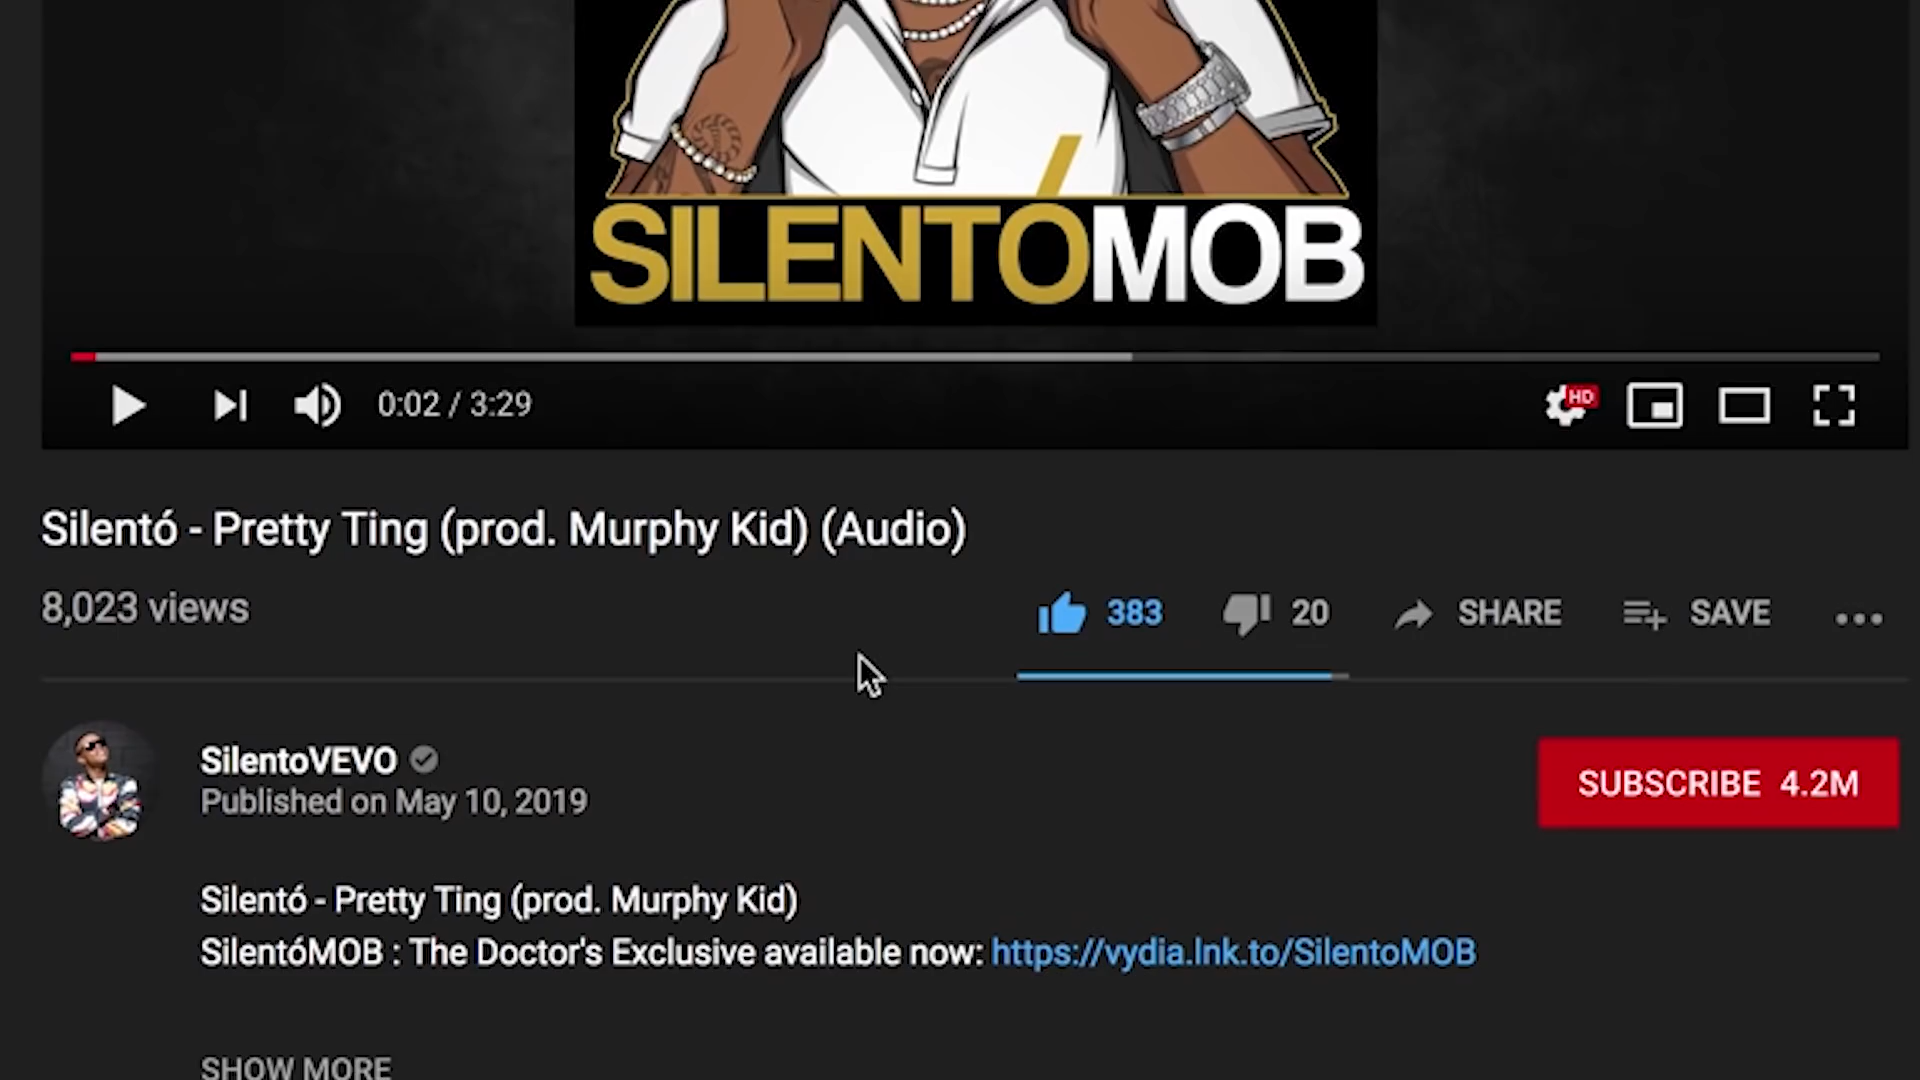 SILENTÓMOB
0:02 / 3:29
HD
Silentó - Pretty Ting (prod. Murphy Kid) (Audio)
8,023 views
383
20
SHARE
SAVE
SilentoVEVO
Published on May 10, 2019
SUBSCRIBE 4.2M
Silentó - Pretty Ting (prod. Murphy Kid)
SilentóMOB : The Doctor's Exclusive available now: https://vydia.lnk.to/SilentoMOB
SHOW MORE